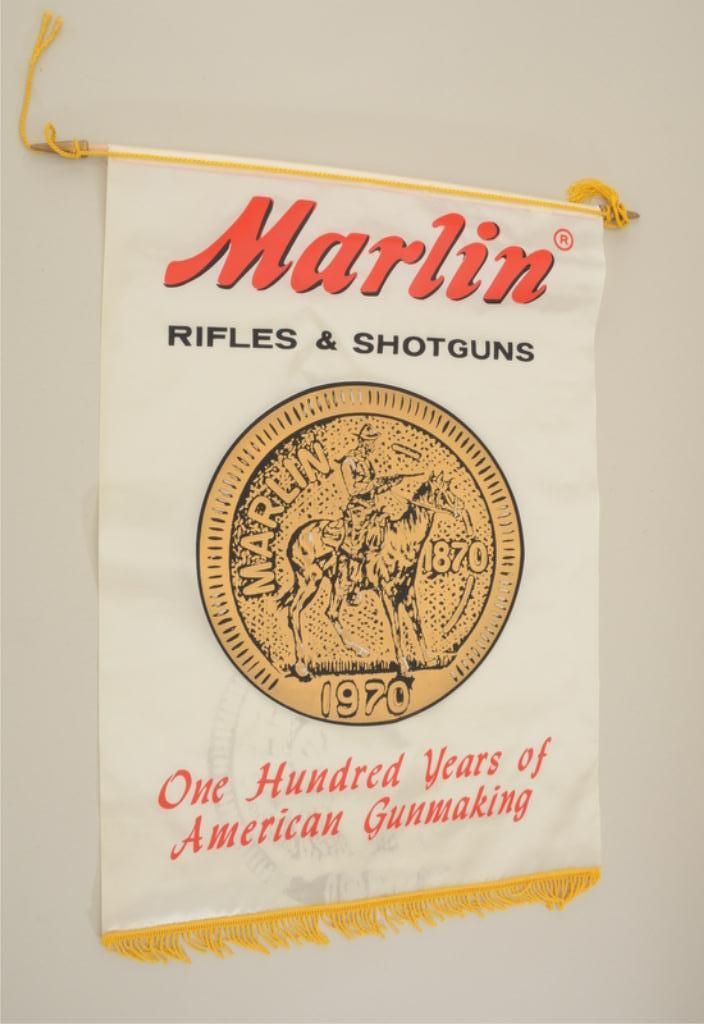 Marlin®
RIFLES & SHOTGUNS
MARLIN
1870
1970
One Hundred Years of
American Gunmaking